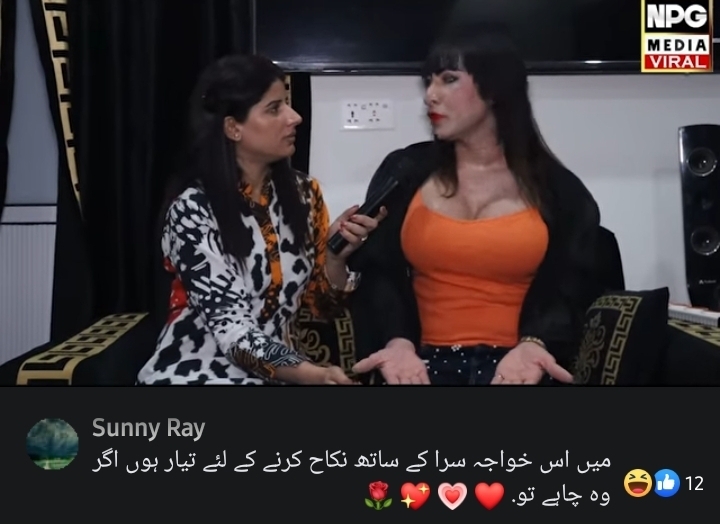 NPG
MEDIA
VIRAL
Sunny Ray
میں اس خواجہ سرا کے ساتھ نکاح کرنے کے لئے تیار ہوں اگر
وہ چاہے تو. ❤️ 💗 💖 🌹
12